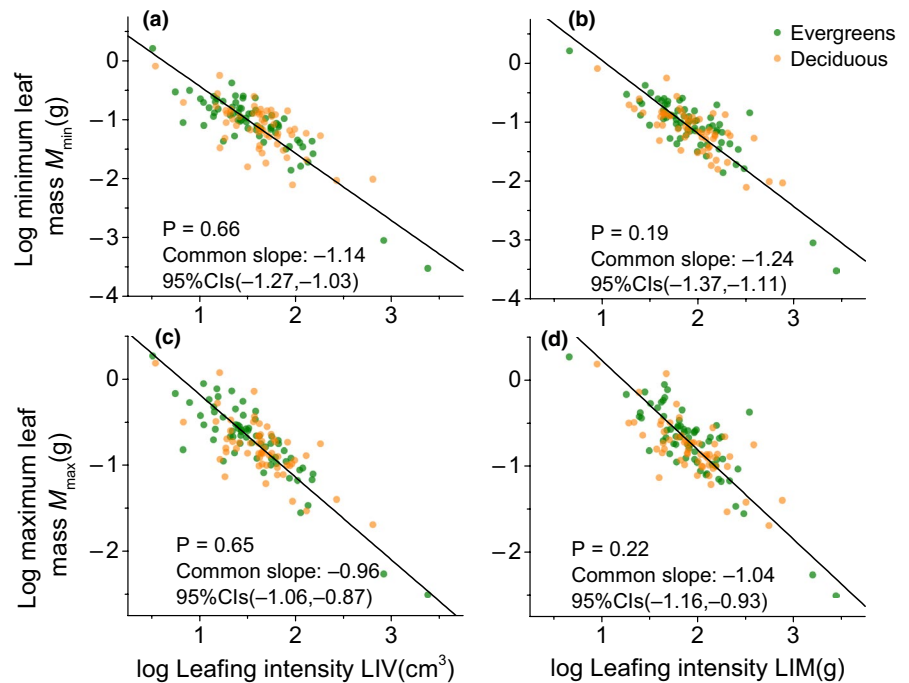 (a)
(b)
Evergreens
Deciduous
Log minimum leaf
mass Mmin(g)
0
−1
−2
−3
−4
P = 0.66
Common slope: −1.14
95%CIs(−1.27,−1.03)
1 2 3
0
−1
−2
−3
−4
P = 0.19
Common slope: −1.24
95%CIs(−1.37,−1.11)
1 2 3
(c)
(d)
Log maximum leaf
mass Mmax(g)
0
−1
−2
P = 0.65
Common slope: −0.96
95%CIs(−1.06,−0.87)
1 2 3
log Leafing intensity LIV(cm³)
0
−1
−2
P = 0.22
Common slope: −1.04
95%CIs(−1.16,−0.93)
1 2 3
log Leafing intensity LIM(g)